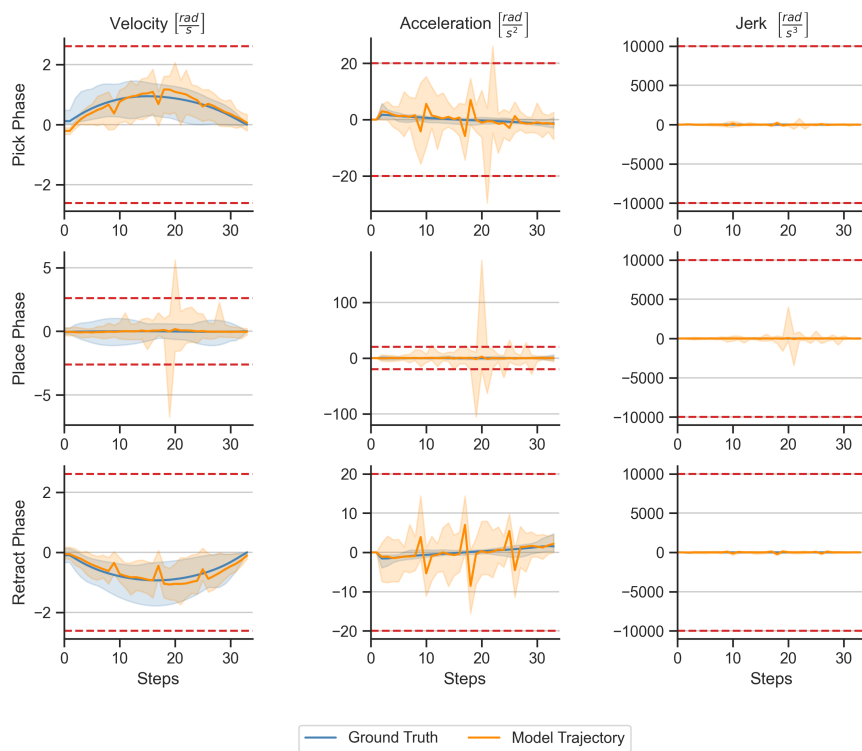 Velocity [rad/s]
Acceleration [rad/s²]
Jerk [rad/s³]
Pick Phase
2
0
−2
0 10 20 30
20
0
−20
0 10 20 30
10000
5000
0
−5000
−10000
0 10 20 30
Place Phase
5
0
−5
0 10 20 30
100
0
−100
0 10 20 30
10000
5000
0
−5000
−10000
0 10 20 30
Retract Phase
2
0
−2
0 10 20 30
Steps
20
10
0
−10
−20
0 10 20 30
Steps
10000
5000
0
−5000
−10000
0 10 20 30
Steps
Ground Truth
Model Trajectory